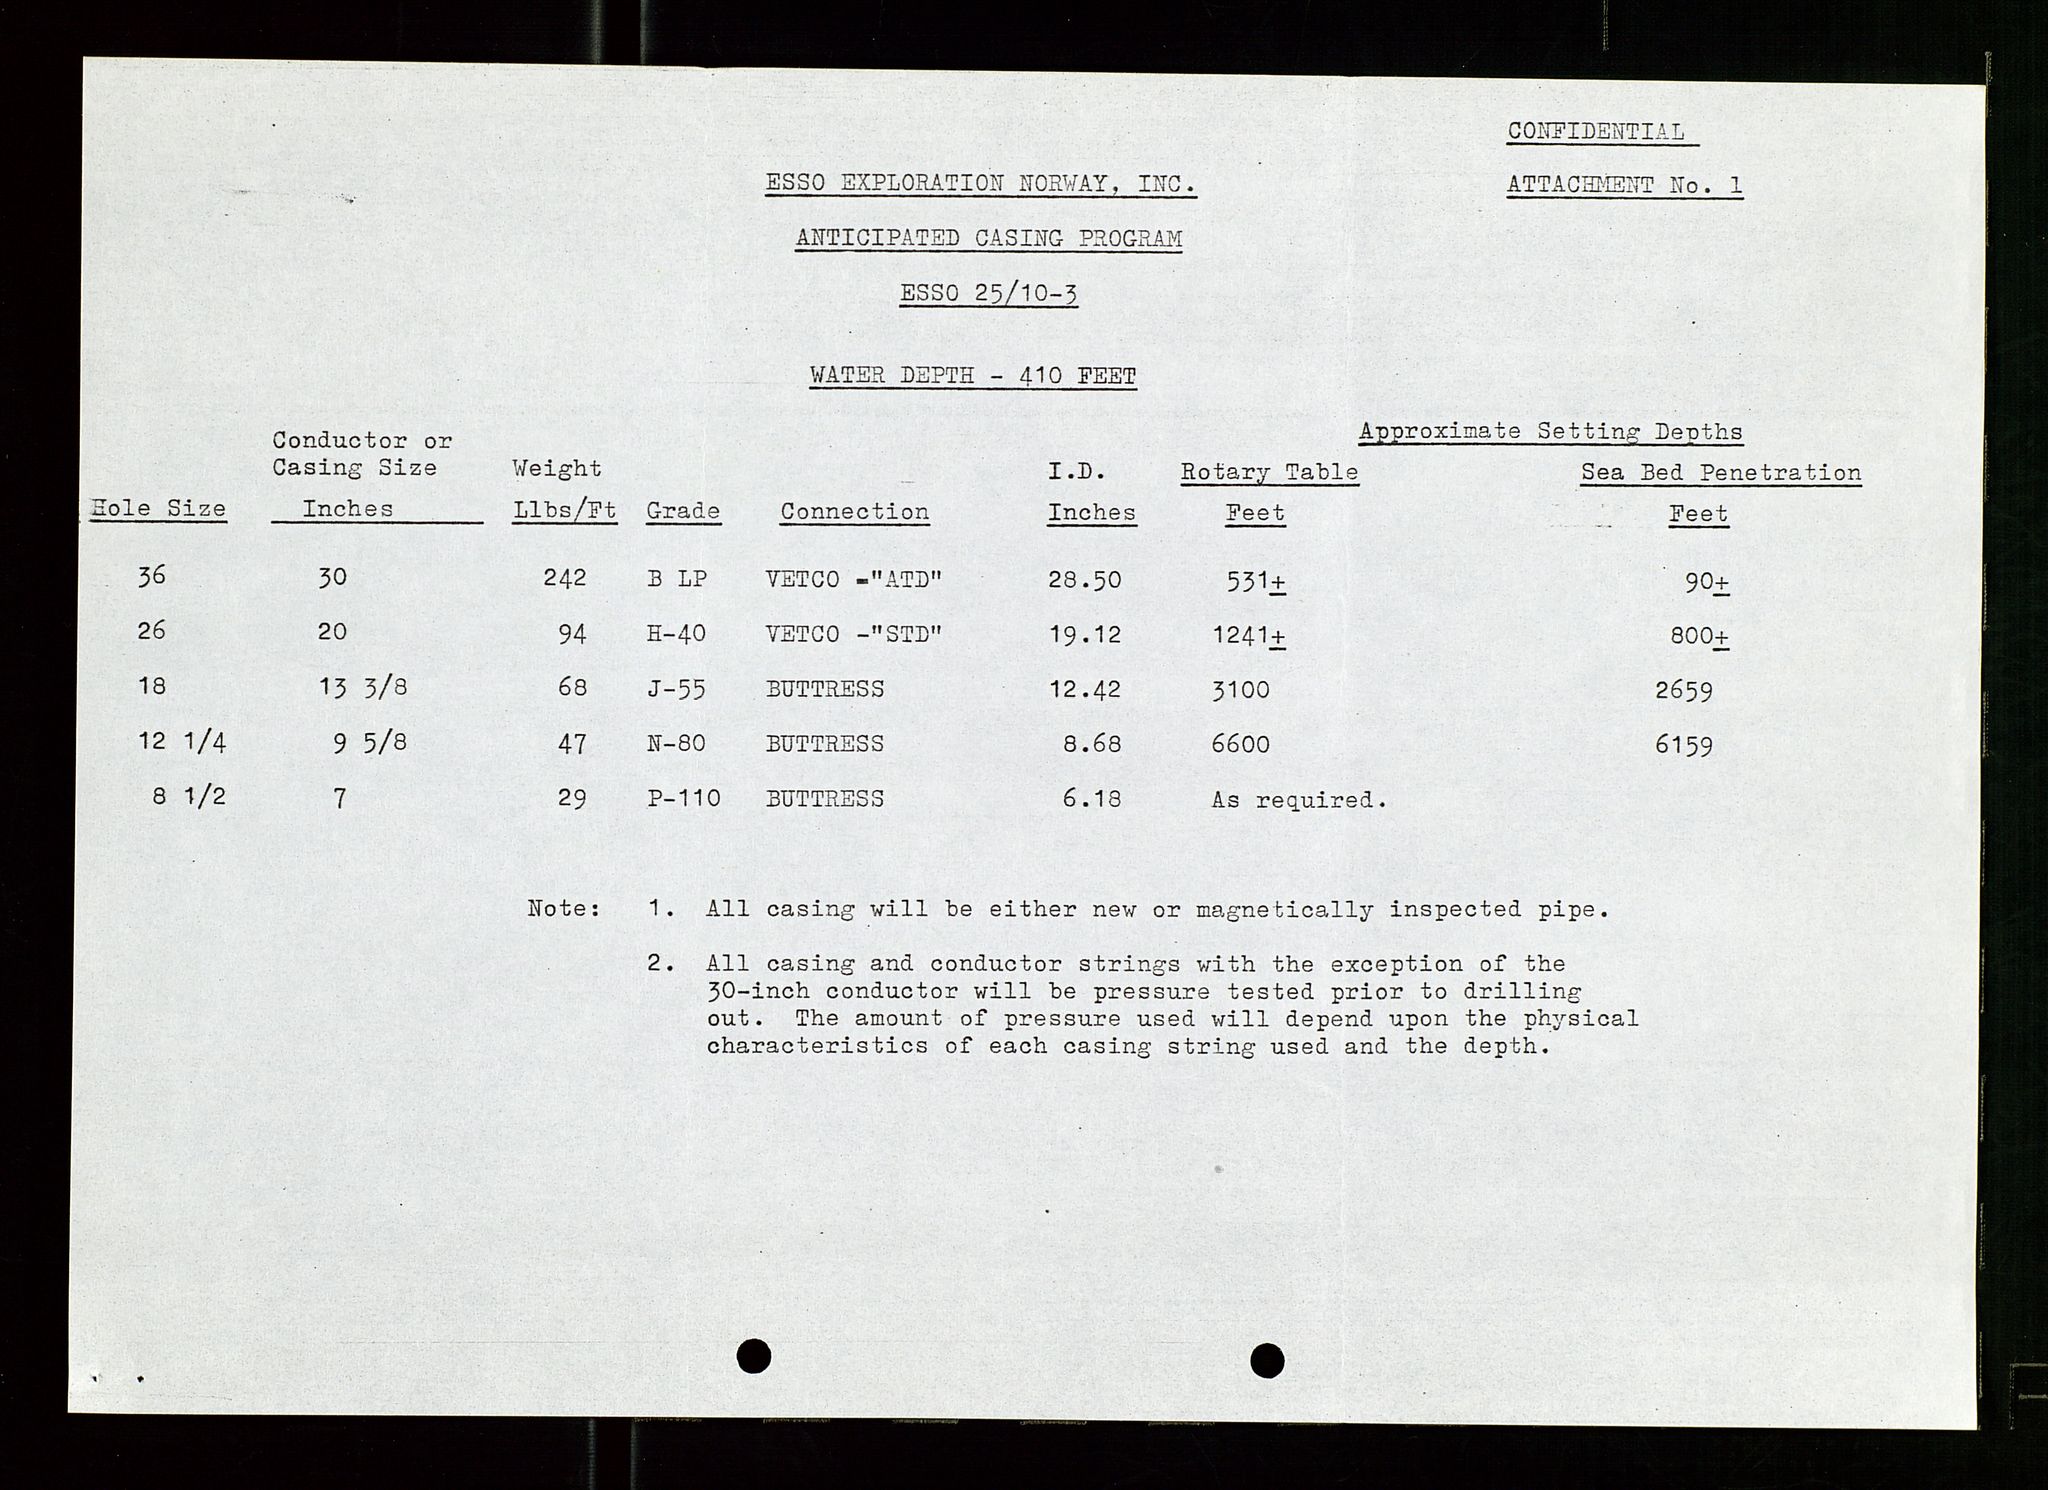 CONFIDENTIAL
ESSO EXPLORATION NORWAY, INC.
ATTACHMENT No. 1
ANTICIPATED CASING PROGRAM
ESSO 25/10-3
WATER DEPTH - 410 FEET
Approximate Setting Depths
Conductor or
Casing Size Weight I.D. Rotary Table Sea Bed Penetration
Hole Size Inches Llbs/Ft Grade Connection Inches Feet Feet
36 30 242 B LP VETCO -"ATD" 28.50 531± 90±
26 20 94 H-40 VETCO -"STD" 19.12 1241± 800±
18 13 3/8 68 J-55 BUTTRESS 12.42 3100 2659
12 1/4 9 5/8 47 N-80 BUTTRESS 8.68 6600 6159
8 1/2 7 29 P-110 BUTTRESS 6.18 As required.
Note: 1. All casing will be either new or magnetically inspected pipe.
2. All casing and conductor strings with the exception of the
30-inch conductor will be pressure tested prior to drilling
out. The amount of pressure used will depend upon the physical
characteristics of each casing string used and the depth.